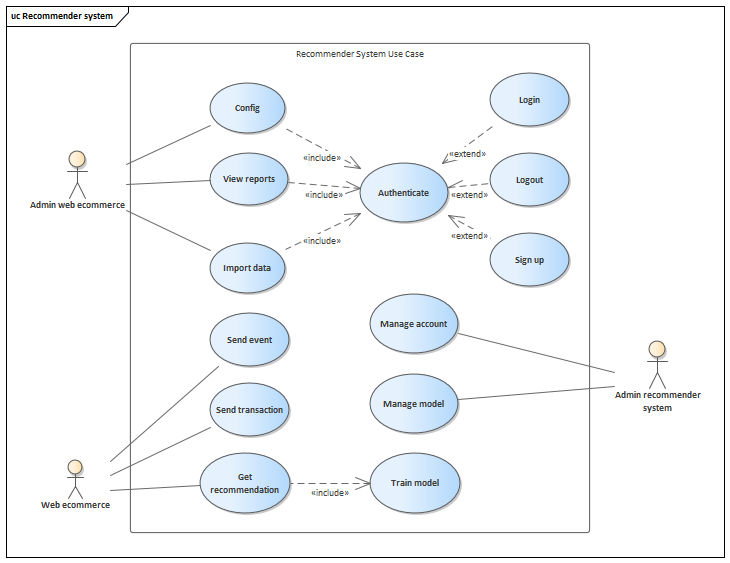 uc Recommender system
Recommender System Use Case
Config
Login
«include»
«extend»
Admin web ecommerce
View reports
Authenticate
Logout
«include»
«extend»
Import data
«include»
«extend»
Sign up
Send event
Manage account
Send transaction
Manage model
Admin recommender
system
Web ecommerce
Get
recommendation
«include»
Train model